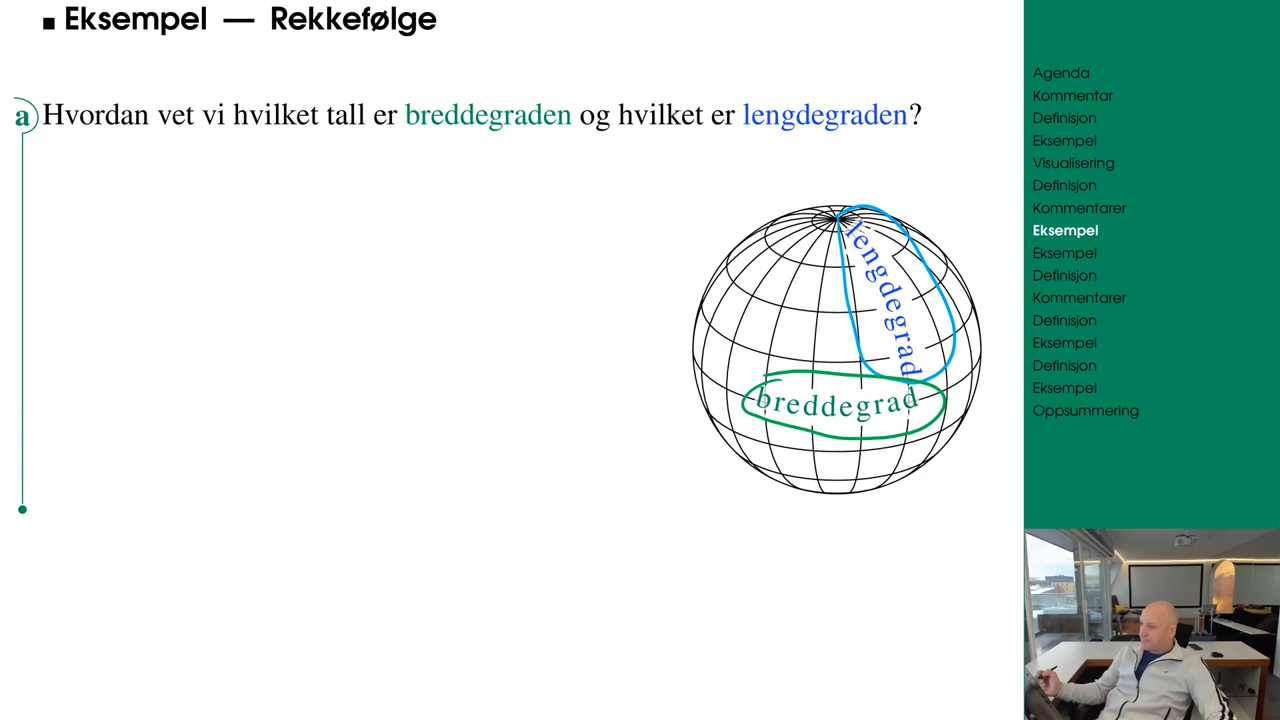 Eksempel — Rekkefølge
a Hvordan vet vi hvilket tall er breddegraden og hvilket er lengdegraden?
lengdegrad
breddegrad
Agenda
Kommentar
Definisjon
Eksempel
Visualisering
Definisjon
Kommentarer
Eksempel
Eksempel
Definisjon
Kommentarer
Definisjon
Eksempel
Definisjon
Eksempel
Oppsummering